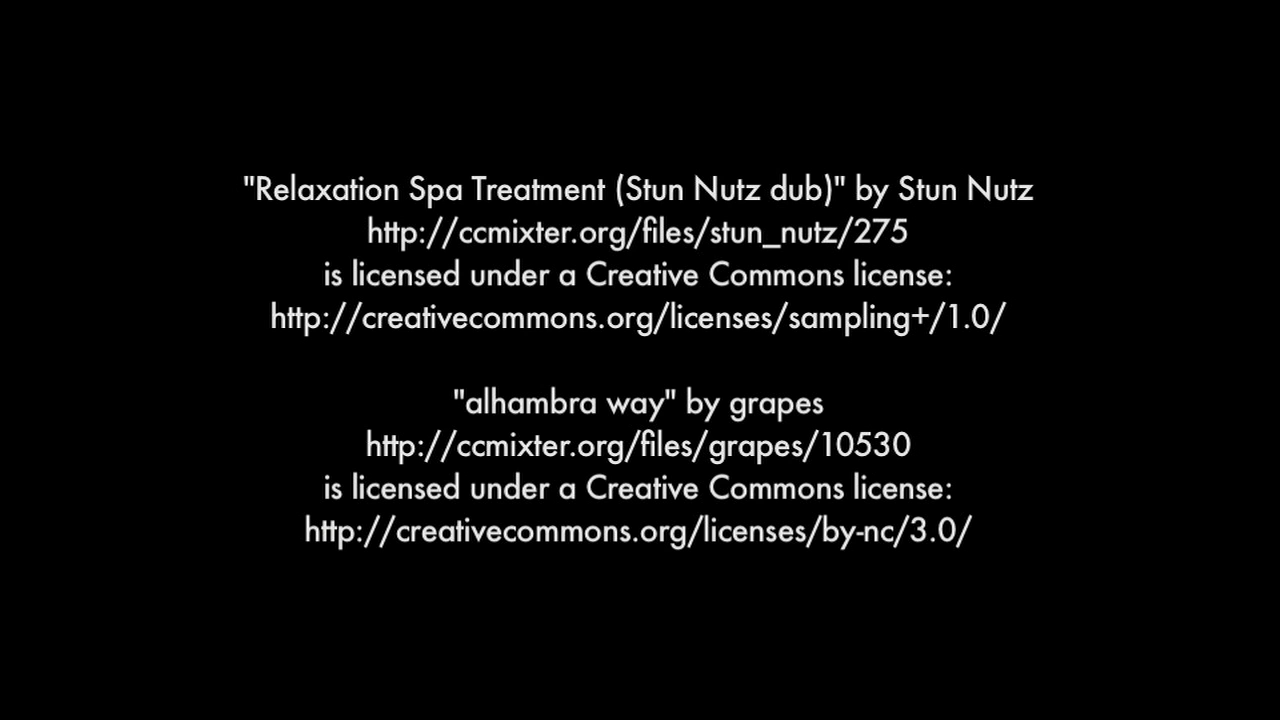 "Relaxation Spa Treatment (Stun Nutz dub)" by Stun Nutz
http://ccmixter.org/files/stun_nutz/275
is licensed under a Creative Commons license:
http://creativecommons.org/licenses/sampling+/1.0/
"alhambra way" by grapes
http://ccmixter.org/files/grapes/10530
is licensed under a Creative Commons license:
http://creativecommons.org/licenses/by-nc/3.0/